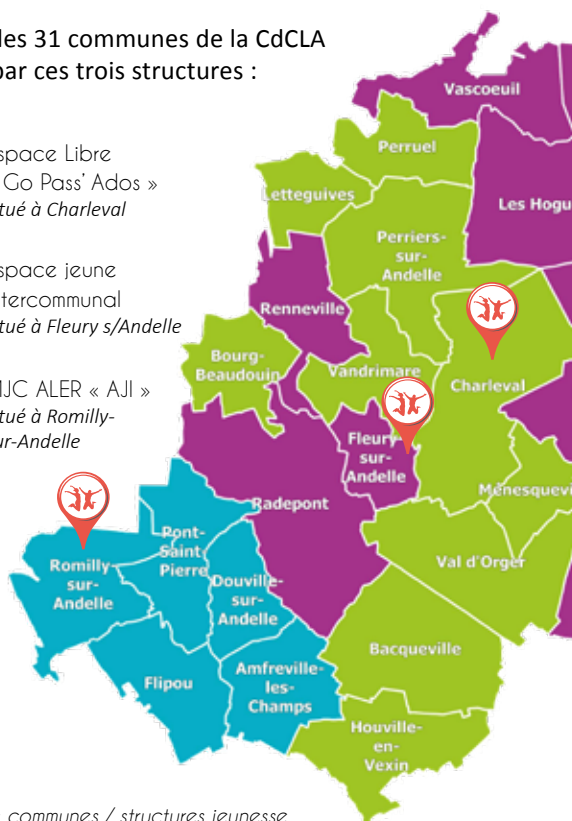 les 31 communes de la CdCLA
par ces trois structures :
space Libre
Go Pass' Ados »
tué à Charleval
space jeune
ntercommunal
tué à Fleury s/Andelle
MJC ALER « AJI »
tué à Romilly-
ur-Andelle
Vascoeuil
Perruel
Letteguives
Les Hogu
Perriers-
sur-
Andelle
Renneville
Bourg-
Beaudouin
Vandrimare
Charleval
Fleury-
sur-
Andelle
Ménesquevi
Radepont
Pont-
Saint-
Pierre
Romilly-
sur-
Andelle
Douville-
sur-
Andelle
Val d'Orger
Bacqueville
Flipou
Amfreville-
les-
Champs
Houville-
en-
Vexin
communes / structures jeunesse